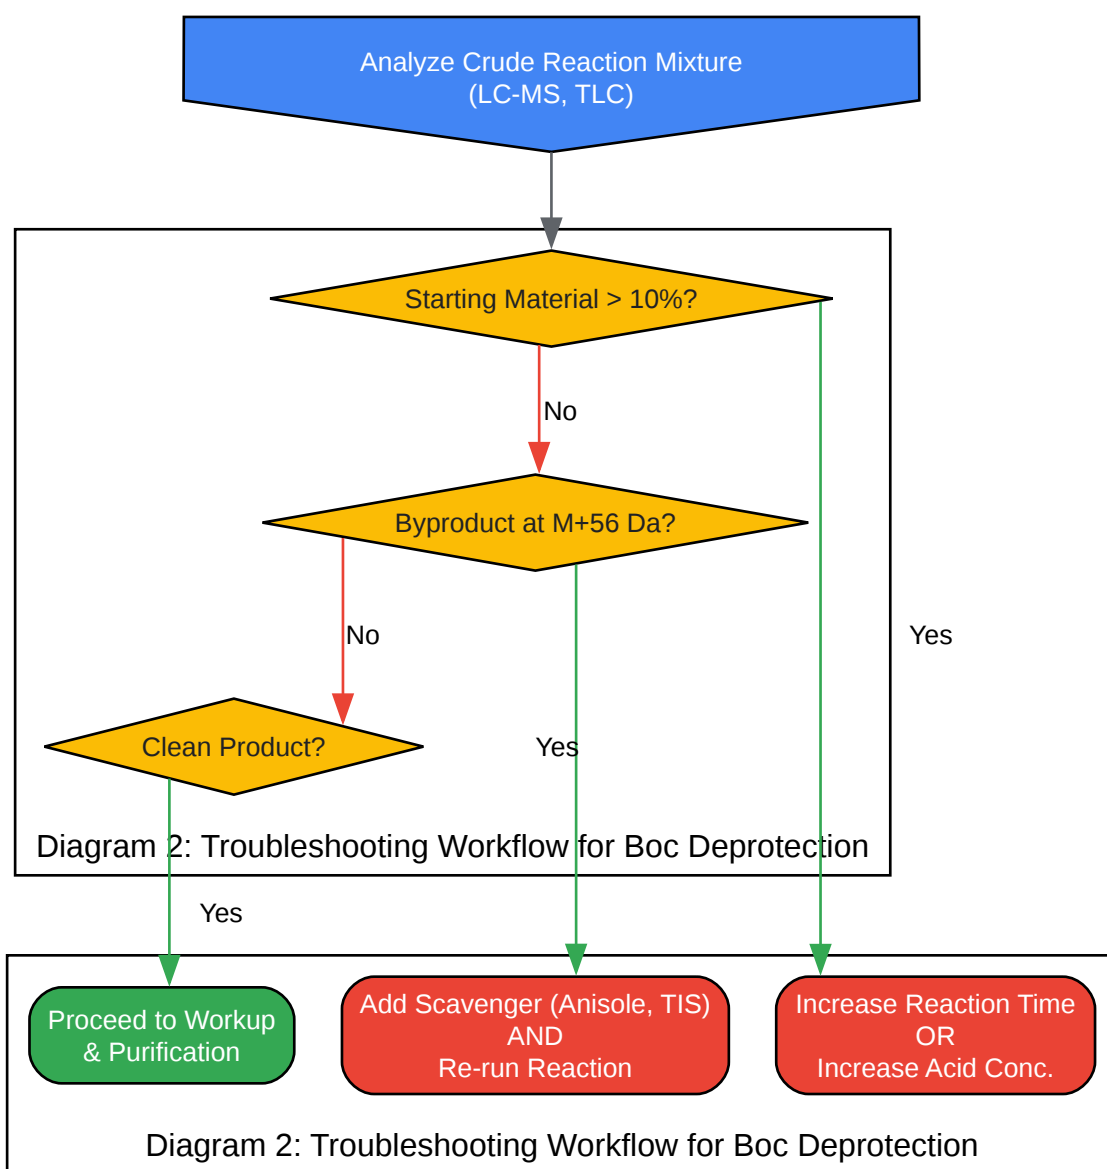 Analyze Crude Reaction Mixture
(LC-MS, TLC)
Starting Material > 10%?
No
Byproduct at M+56 Da?
No
Yes
Clean Product?
Yes
Diagram 2: Troubleshooting Workflow for Boc Deprotection
Yes
Proceed to Workup
& Purification
Add Scavenger (Anisole, TIS)
AND
Re-run Reaction
Increase Reaction Time
OR
Increase Acid Conc.
Diagram 2: Troubleshooting Workflow for Boc Deprotection